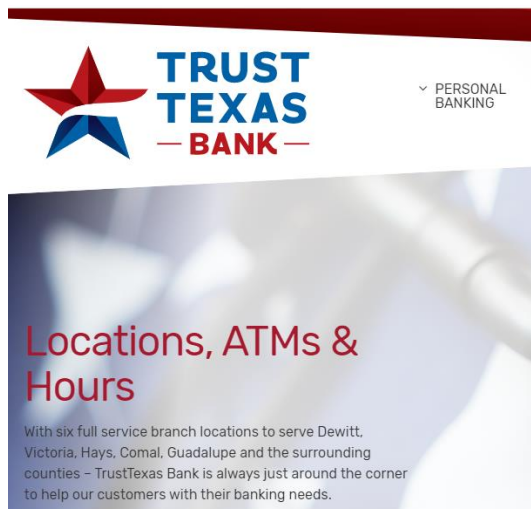 TRUST
TEXAS
BANK
PERSONAL
BANKING
Locations, ATMs &
Hours
With six full service branch locations to serve Dewitt,
Victoria, Hays, Comal, Guadalupe and the surrounding
counties – TrustTexas Bank is always just around the corner
to help our customers with their banking needs.